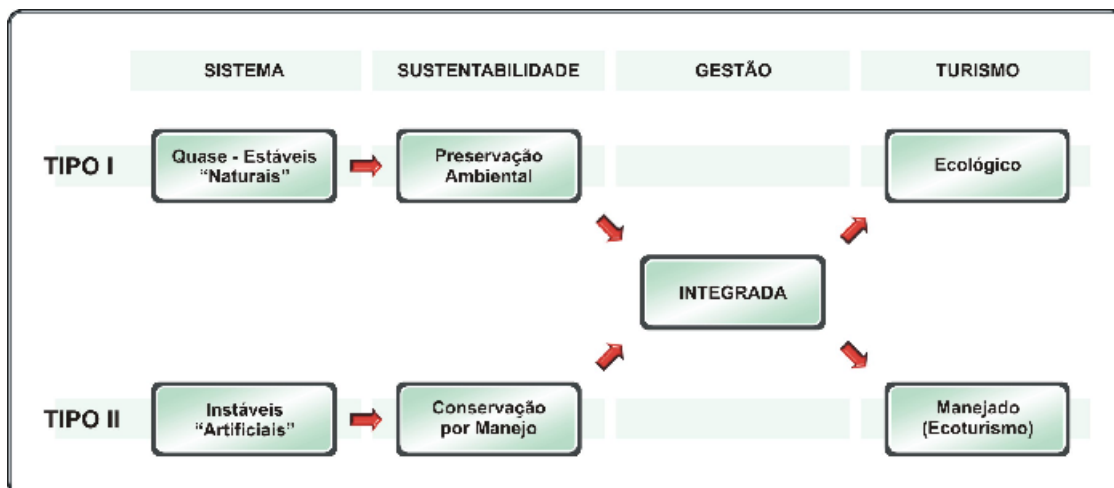 SISTEMA
SUSTENTABILIDADE
GESTÃO
TURISMO
TIPO I
Quase - Estáveis
“Naturais”
Preservação
Ambiental
Ecológico
INTEGRADA
TIPO II
Instáveis
“Artificiais”
Conservação
por Manejo
Manejado
(Ecoturismo)